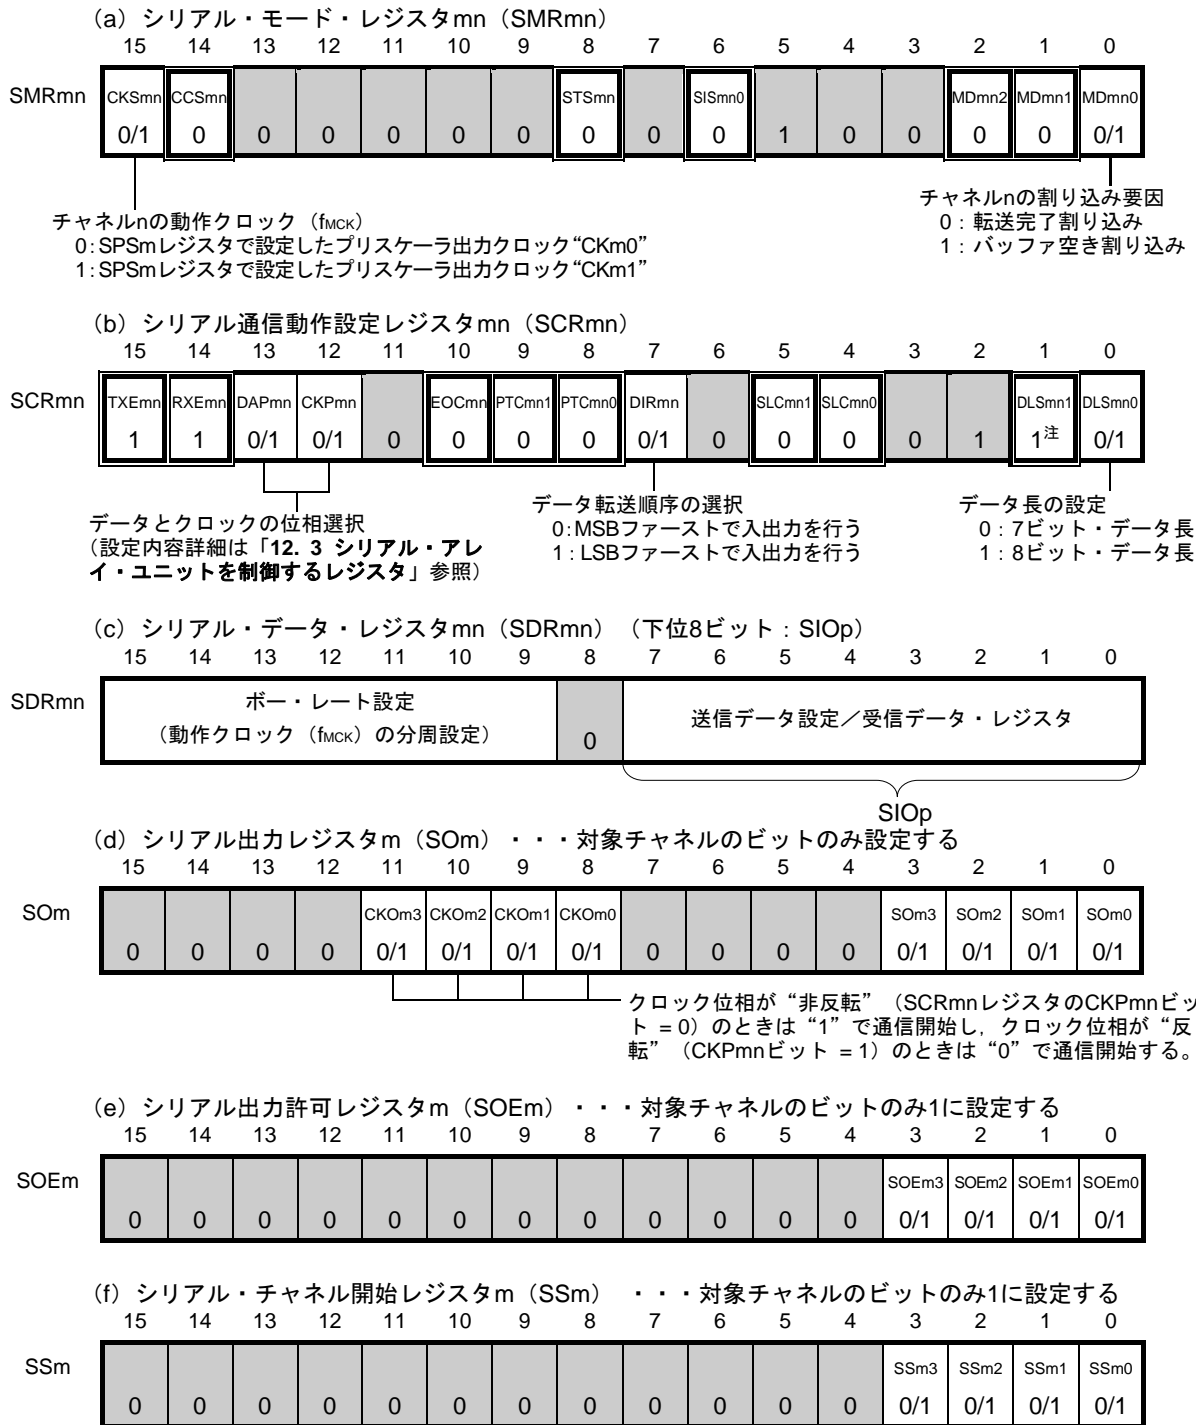 (a) シリアル・モード・レジスタmn（SMRmn）
15 14 13 12 11 10 9 8 7 6 5 4 3 2 1 0
SMRmn CKSmn CCSmn STSmn SISmn0 MDmn2 MDmn1 MDmn0
0/1 0 0 0 0 0 0 0 0 0 1 0 0 0 0 0/1
チャネルnの動作クロック（fMCK）
0：SPSmレジスタで設定したプリスケーラ出力クロック“CKm0”
1：SPSmレジスタで設定したプリスケーラ出力クロック“CKm1”
チャネルnの割り込み要因
0：転送完了割り込み
1：バッファ空き割り込み
(b) シリアル通信動作設定レジスタmn（SCRmn）
15 14 13 12 11 10 9 8 7 6 5 4 3 2 1 0
SCRmn TXEmn RXEmn DAPmn CKPmn EOCmn PTCmn1 PTCmn0 DIRmn SLCmn1 SLCmn0 DLSmn1 DLSmn0
1 1 0/1 0/1 0 0 0 0 0/1 0 0 0 0 1 1注 0/1
データとクロックの位相選択
（設定内容詳細は「12. 3 シリアル・アレ
イ・ユニットを制御するレジスタ」参照）
データ転送順序の選択
0：MSBファーストで入出力を行う
1：LSBファーストで入出力を行う
データ長の設定
0：7ビット・データ長
1：8ビット・データ長
(c) シリアル・データ・レジスタmn（SDRmn）（下位8ビット：SIOp）
15 14 13 12 11 10 9 8 7 6 5 4 3 2 1 0
SDRmn ボー・レート設定
（動作クロック（fMCK）の分周設定）
0
送信データ設定／受信データ・レジスタ
SIOp
(d) シリアル出力レジスタm（SOm）・・・対象チャネルのビットのみ設定する
15 14 13 12 11 10 9 8 7 6 5 4 3 2 1 0
SOm CKOm3 CKOm2 CKOm1 CKOm0 SOm3 SOm2 SOm1 SOm0
0 0 0 0 0/1 0/1 0/1 0/1 0 0 0 0 0/1 0/1 0/1 0/1
クロック位相が“非反転”（SCRmnレジスタのCKPmnビッ
ト = 0）のときは“1”で通信開始し，クロック位相が“反
転”（CKPmnビット = 1）のときは“0”で通信開始する。
(e) シリアル出力許可レジスタm（SOEm）・・・対象チャネルのビットのみ1に設定する
15 14 13 12 11 10 9 8 7 6 5 4 3 2 1 0
SOEm SOEm3 SOEm2 SOEm1 SOEm0
0 0 0 0 0 0 0 0 0 0 0 0 0/1 0/1 0/1 0/1
(f) シリアル・チャネル開始レジスタm（SSm）・・・対象チャネルのビットのみ1に設定する
15 14 13 12 11 10 9 8 7 6 5 4 3 2 1 0
SSm SSm3 SSm2 SSm1 SSm0
0 0 0 0 0 0 0 0 0 0 0 0 0/1 0/1 0/1 0/1